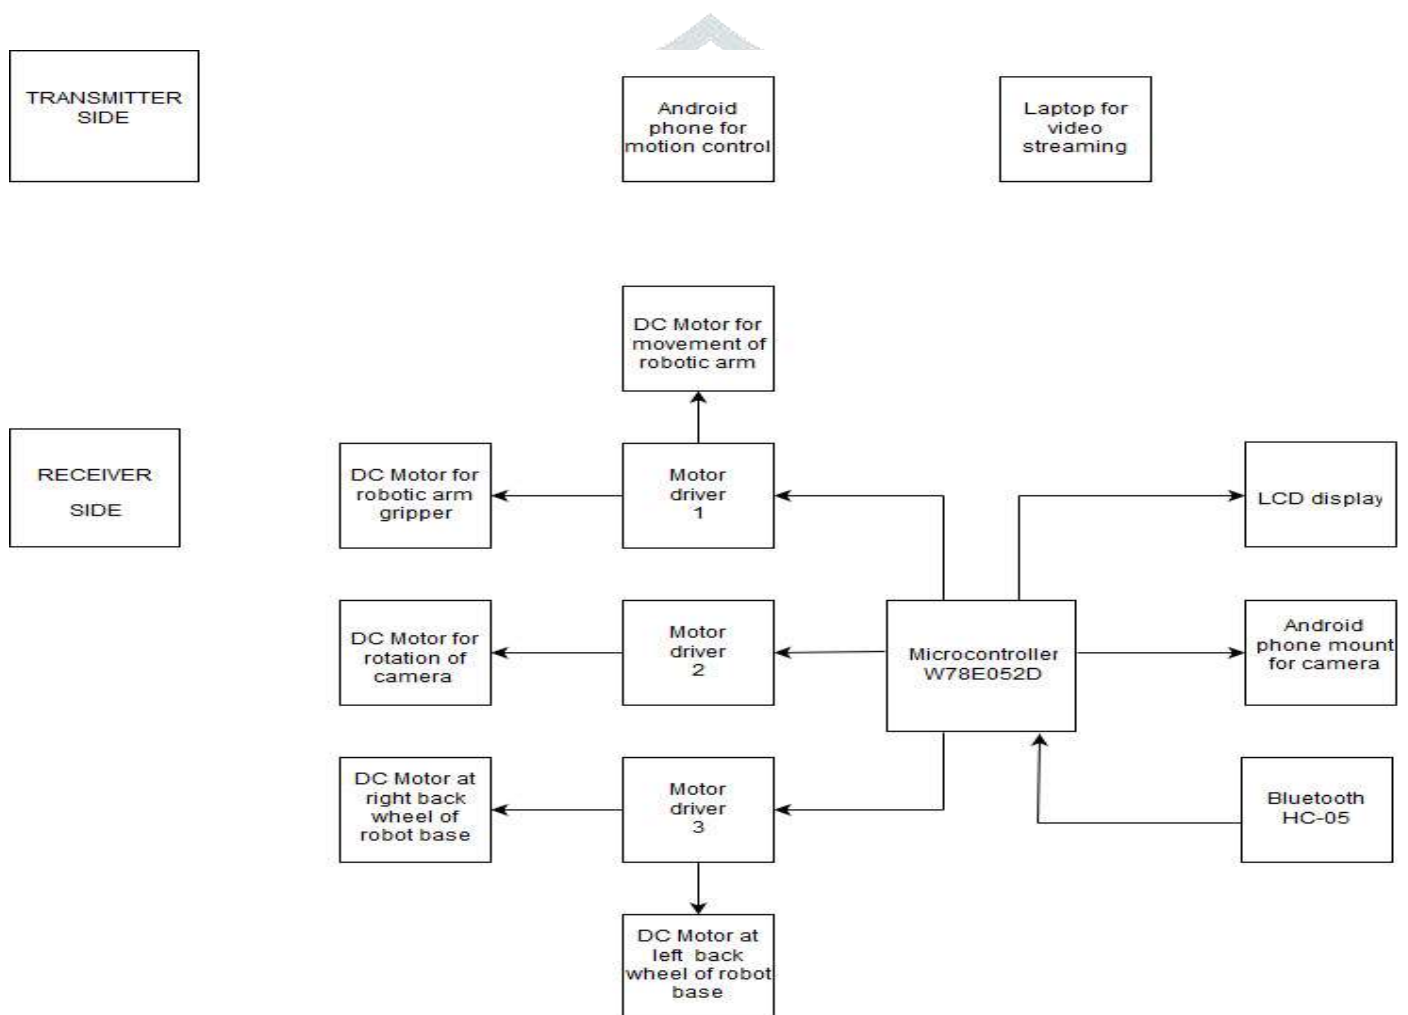 TRANSMITTER
SIDE
Android
phone for
motion control
Laptop for
video
streaming
DC Motor for
movement of
robotic arm
RECEIVER
SIDE
DC Motor for
robotic arm
gripper
Motor
driver
1
LCD display
DC Motor for
rotation of
camera
Motor
driver
2
Microcontroller
W78E052D
Android
phone mount
for camera
DC Motor at
right back
wheel of
robot base
Motor
driver
3
Bluetooth
HC-05
DC Motor at
left back
wheel of robot
base